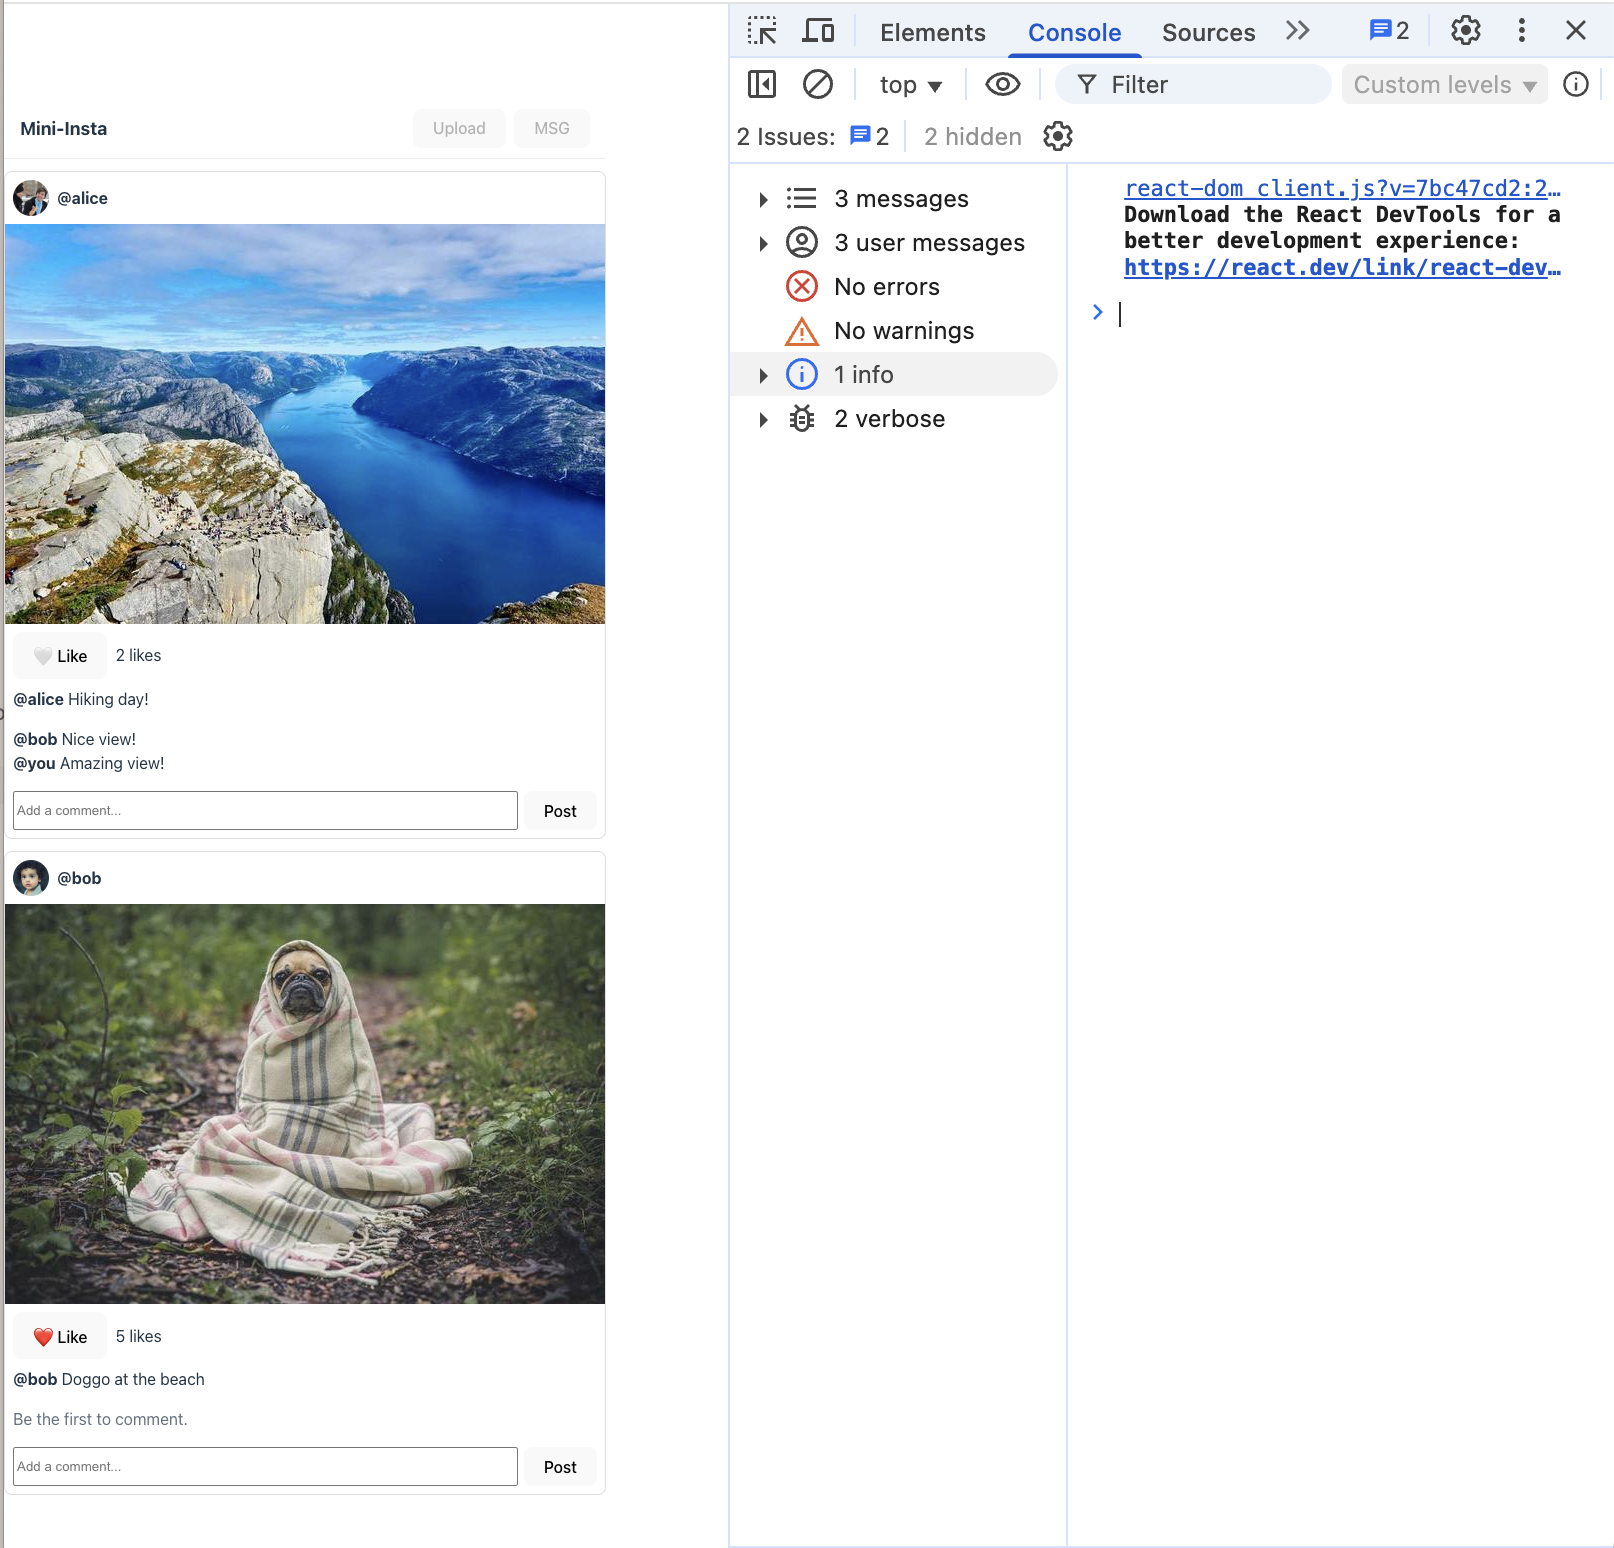 Mini-Insta
Upload
MSG
@alice
🤍 Like
2 likes
@alice Hiking day!
@bob Nice view!
@you Amazing view!
Add a comment...
Post
@bob
❤️ Like
5 likes
@bob Doggo at the beach
Be the first to comment.
Add a comment...
Post
Elements
Console
Sources
2
top
Filter
Custom levels
2 Issues: 2
2 hidden
3 messages
3 user messages
No errors
No warnings
1 info
2 verbose
react-dom_client.js?v=7bc47cd2:2…
Download the React DevTools for a
better development experience:
https://react.dev/link/react-dev…